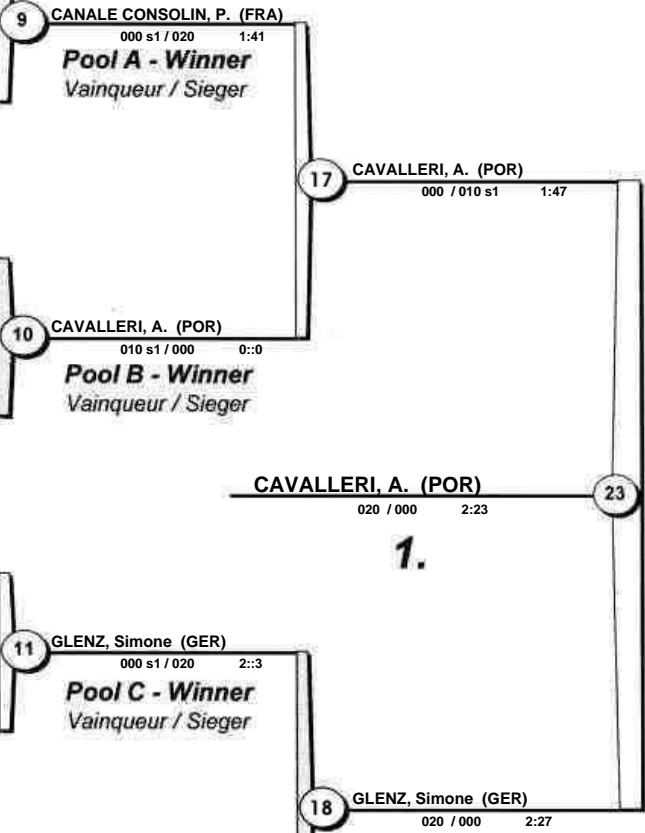 9
CANALE CONSOLIN, P. (FRA)
000 s1 / 020 1:41
Pool A - Winner
Vainqueur / Sieger
17
CAVALLERI, A. (POR)
000 / 010 s1 1:47
10
CAVALLERI, A. (POR)
010 s1 / 000 0::0
Pool B - Winner
Vainqueur / Sieger
CAVALLERI, A. (POR)
020 / 000 2:23
23
1.
11
GLENZ, Simone (GER)
000 s1 / 020 2::3
Pool C - Winner
Vainqueur / Sieger
18
GLENZ, Simone (GER)
020 / 000 2:27